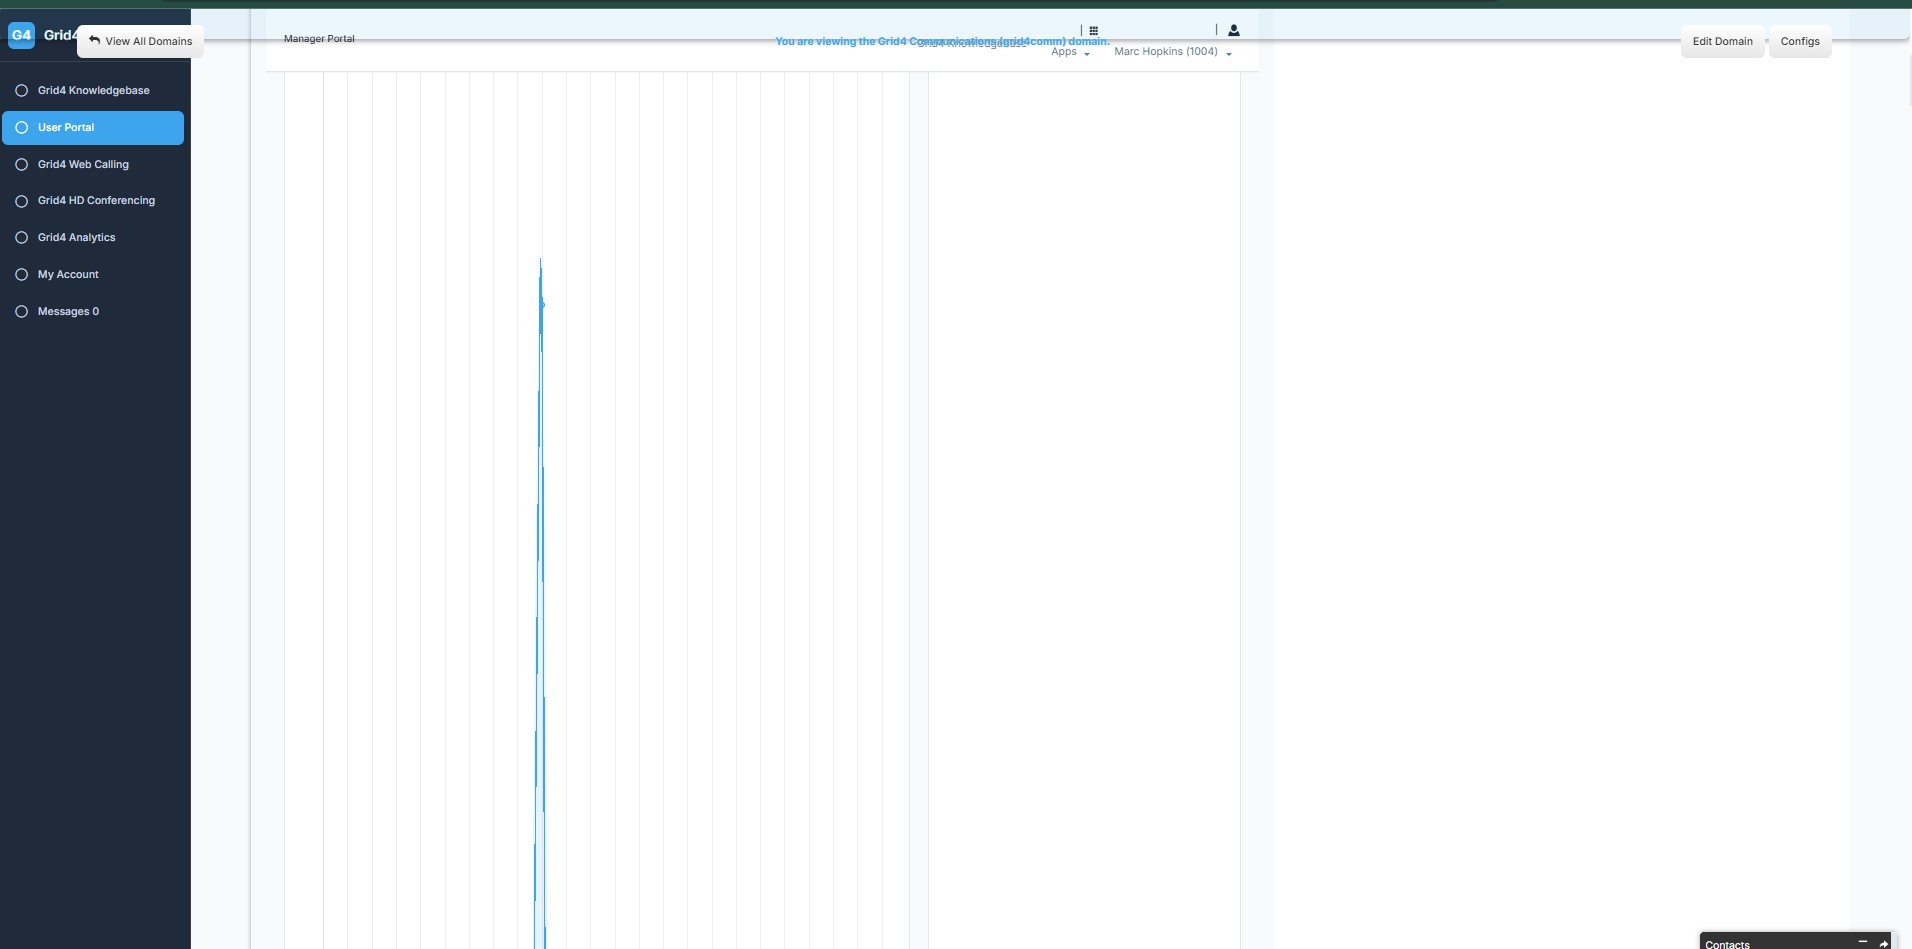 G4 Grid4
View All Domains
Manager Portal
You are viewing the Grid4 Communications (grid4comm) domain.
Grid4 Knowledgebase
Apps
Marc Hopkins (1004)
Edit Domain
Configs
Grid4 Knowledgebase
User Portal
Grid4 Web Calling
Grid4 HD Conferencing
Grid4 Analytics
My Account
Messages 0
Contacts